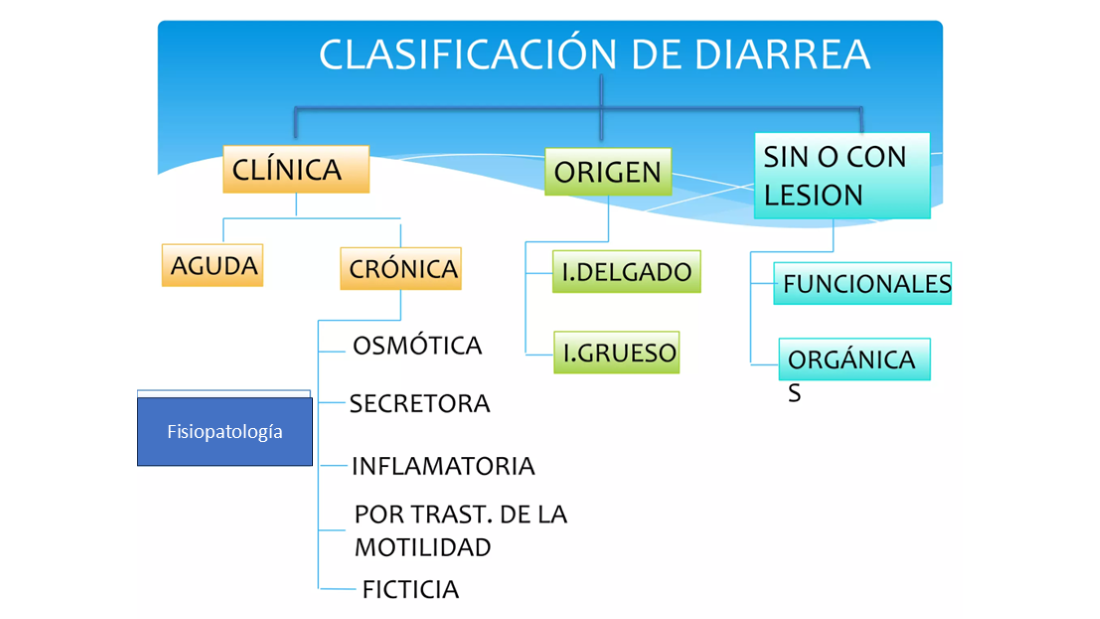 CLASIFICACIÓN DE DIARREA
CLÍNICA
ORIGEN
SIN O CON
LESION
AGUDA
CRÓNICA
I.DELGADO
FUNCIONALES
I.GRUESO
ORGÁNICA
S
OSMÓTICA
SECRETORA
Fisiopatología
INFLAMATORIA
POR TRAST. DE LA
MOTILIDAD
FICTICIA